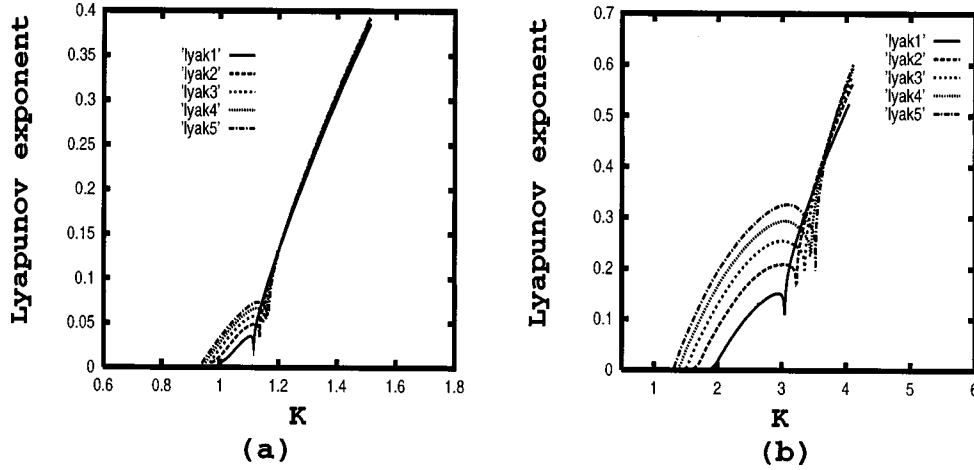 Lyapunov exponent
0.4
0.35
0.3
0.25
0.2
0.15
0.1
0.05
0
'lyak1'
'lyak2'
'lyak3'
'lyak4'
'lyak5'
0.6 0.8 1 1.2 1.4 1.6 1.8
K
(a)
Lyapunov exponent
0.7
0.6
0.5
0.4
0.3
0.2
0.1
0
'lyak1'
'lyak2'
'lyak3'
'lyak4'
'lyak5'
1 2 3 4 5 6
K
(b)